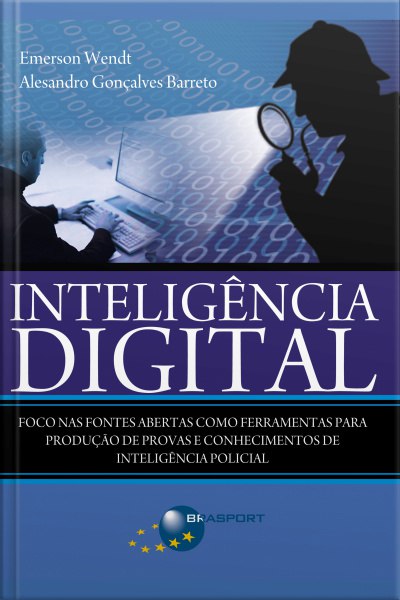 Emerson Wendt
Alesandro Gonçalves Barreto
INTELIGÊNCIA
DIGITAL
FOCO NAS FONTES ABERTAS COMO FERRAMENTAS PARA
PRODUÇÃO DE PROVAS E CONHECIMENTOS DE
INTELIGÊNCIA POLICIAL
BRASPORT